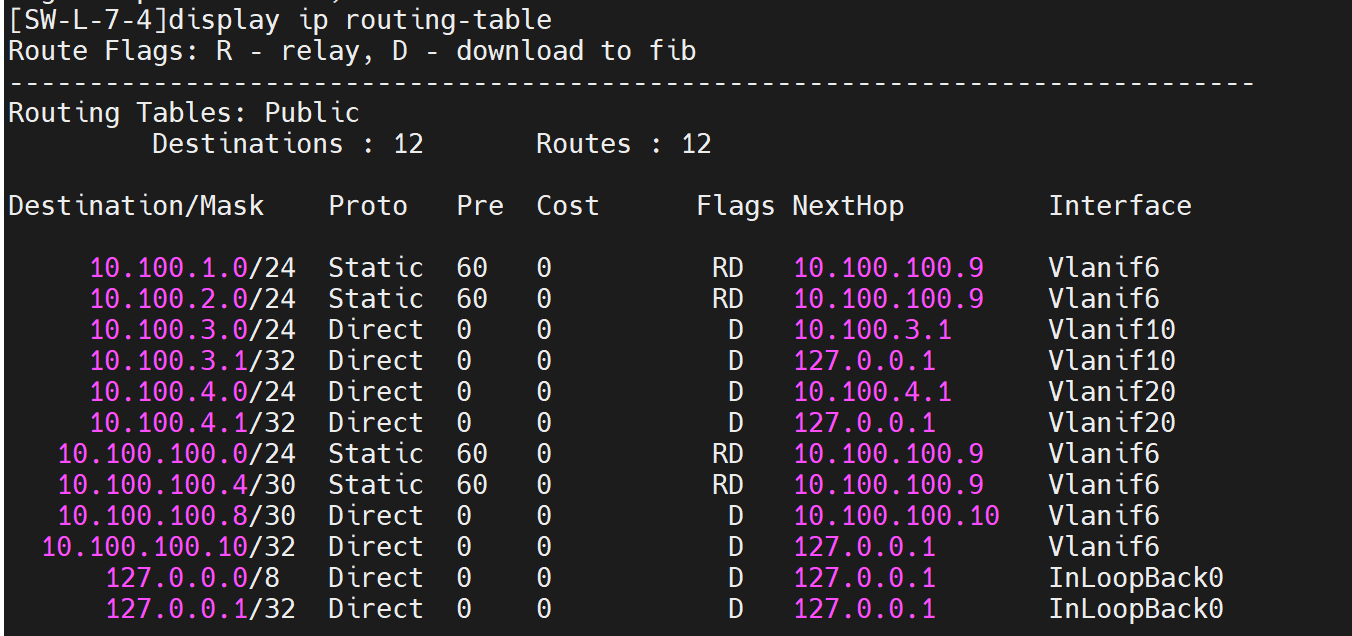 [SW-L-7-4]display ip routing-table
Route Flags: R - relay, D - download to fib
------------------------------------------------------------------------------
Routing Tables: Public
         Destinations : 12       Routes : 12

Destination/Mask    Proto   Pre  Cost      Flags NextHop         Interface

     10.100.1.0/24  Static  60   0          RD   10.100.100.9    Vlanif6
     10.100.2.0/24  Static  60   0          RD   10.100.100.9    Vlanif6
     10.100.3.0/24  Direct  0    0           D   10.100.3.1      Vlanif10
     10.100.3.1/32  Direct  0    0           D   127.0.0.1       Vlanif10
     10.100.4.0/24  Direct  0    0           D   10.100.4.1      Vlanif20
     10.100.4.1/32  Direct  0    0           D   127.0.0.1       Vlanif20
   10.100.100.0/24  Static  60   0          RD   10.100.100.9    Vlanif6
   10.100.100.4/30  Static  60   0          RD   10.100.100.9    Vlanif6
   10.100.100.8/30  Direct  0    0           D   10.100.100.10   Vlanif6
  10.100.100.10/32  Direct  0    0           D   127.0.0.1       Vlanif6
      127.0.0.0/8   Direct  0    0           D   127.0.0.1       InLoopBack0
      127.0.0.1/32  Direct  0    0           D   127.0.0.1       InLoopBack0